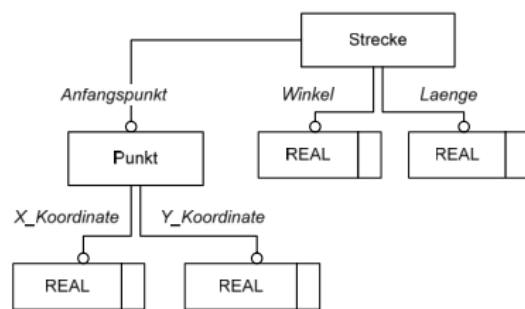 Strecke
Anfangspunkt
Winkel
Laenge
Punkt
REAL
REAL
X_Koordinate
Y_Koordinate
REAL
REAL